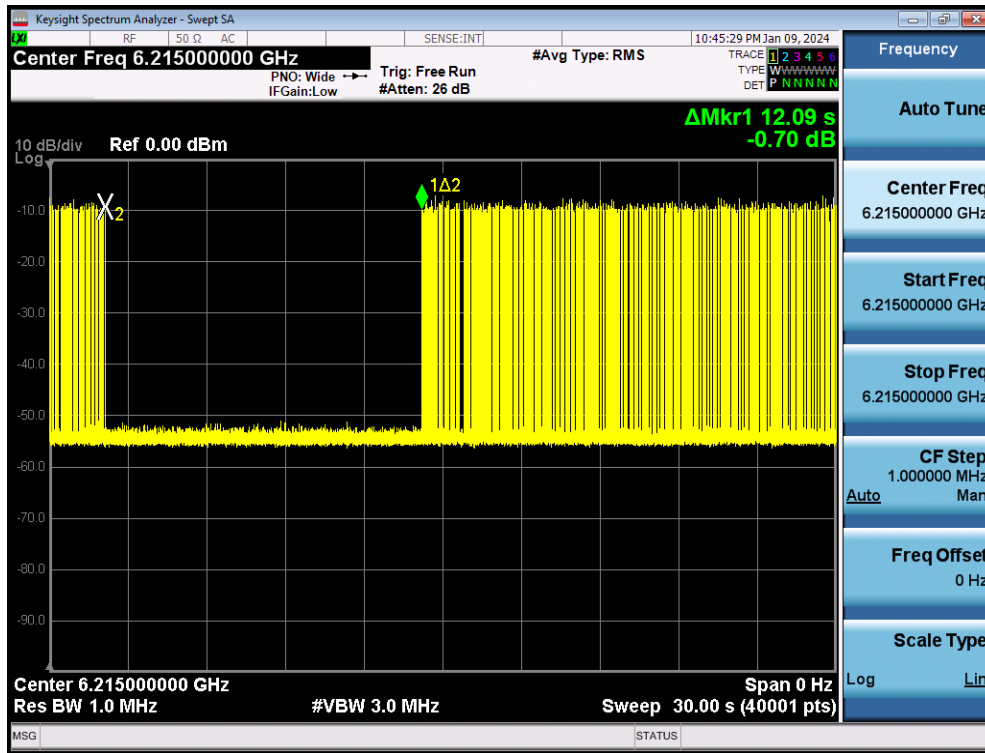 Keysight Spectrum Analyzer - Swept SA
LXI
RF 50 Ω AC SENSE:INT 10:45:29 PM Jan 09, 2024
Center Freq 6.215000000 GHz
#Avg Type: RMS
TRACE 1 2 3 4 5 6
PNO: Wide Trig: Free Run
TYPE WWWWWW
IFGain:Low #Atten: 26 dB
DET P N N N N N
ΔMkr1 12.09 s
-0.70 dB
10 dB/div Ref 0.00 dBm
Log
1Δ2
X2
-10.0
-20.0
-30.0
-40.0
-50.0
-60.0
-70.0
-80.0
-90.0
Center 6.215000000 GHz Span 0 Hz
Res BW 1.0 MHz #VBW 3.0 MHz Sweep 30.00 s (40001 pts)
MSG STATUS
Frequency
Auto Tune
Center Freq
6.215000000 GHz
Start Freq
6.215000000 GHz
Stop Freq
6.215000000 GHz
CF Step
1.000000 MHz
Auto Man
Freq Offset
0 Hz
Scale Type
Log Lin